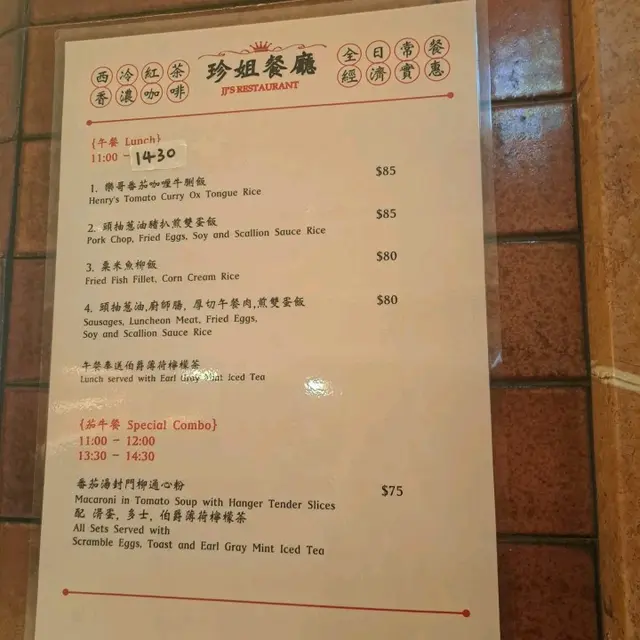 西冷紅茶
香濃咖啡
珍姐餐廳
JJ'S RESTAURANT
全日常餐
經濟實惠
{午餐 Lunch}
11:00 - 1430
1. 樂哥番茄咖喱牛脷飯 $85
Henry's Tomato Curry Ox Tongue Rice
2. 頭抽蔥油豬扒煎雙蛋飯 $85
Pork Chop, Fried Eggs, Soy and Scallion Sauce Rice
3. 粟米魚柳飯 $80
Fried Fish Fillet, Corn Cream Rice
4. 頭抽蔥油,廚師腸, 厚切午餐肉,煎雙蛋飯 $80
Sausages, Luncheon Meat, Fried Eggs,
Soy and Scallion Sauce Rice
午餐奉送伯爵薄荷檸檬茶
Lunch served with Earl Gray Mint Iced Tea
{茄牛餐 Special Combo}
11:00 - 12:00
13:30 - 14:30
番茄湯封門柳通心粉 $75
Macaroni in Tomato Soup with Hanger Tender Slices
配 滑蛋, 多士, 伯爵薄荷檸檬茶
All Sets Served with
Scramble Eggs, Toast and Earl Gray Mint Iced Tea